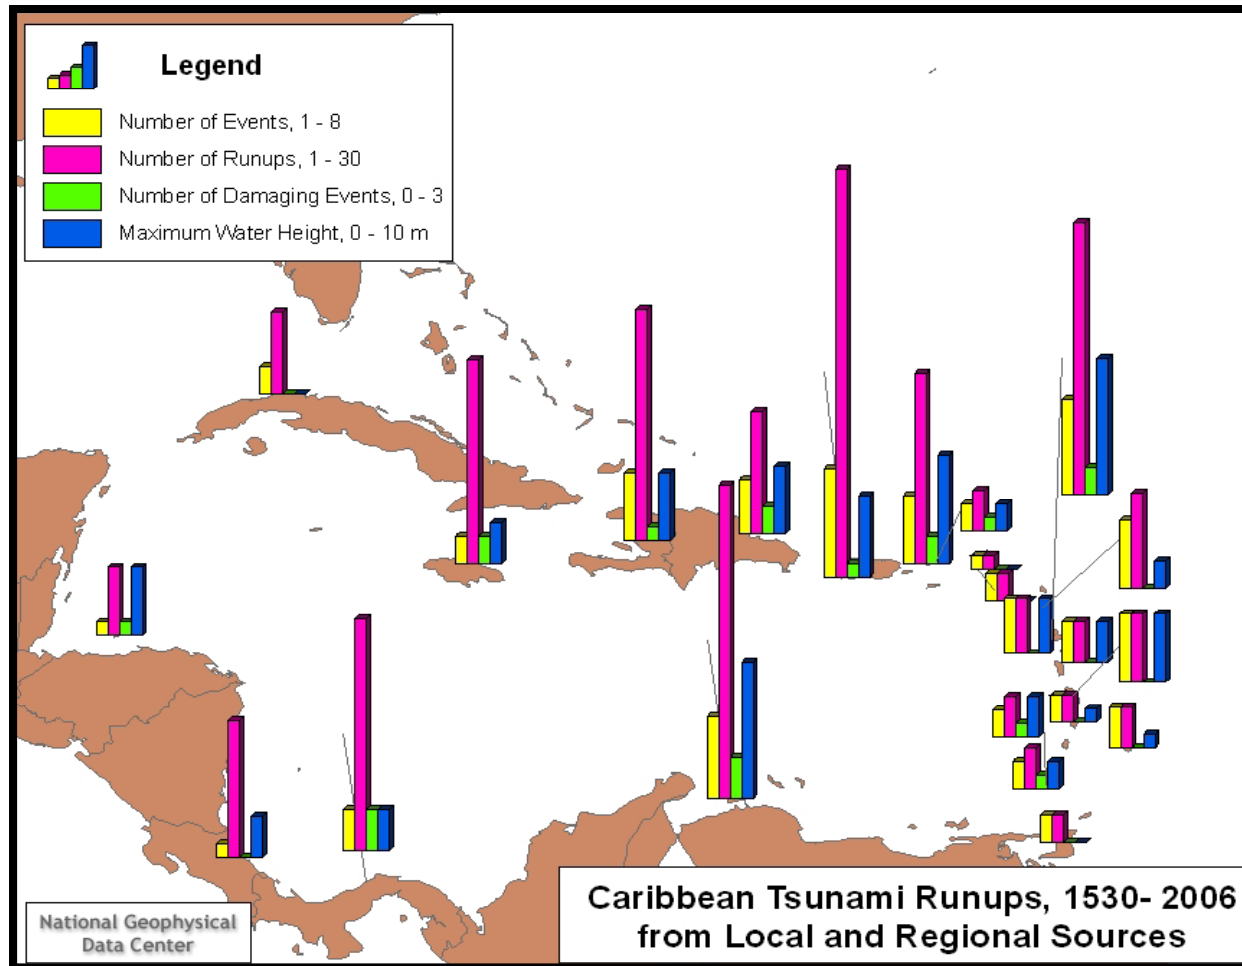 Legend
Number of Events, 1 - 8
Number of Runups, 1 - 30
Number of Damaging Events, 0 - 3
Maximum Water Height, 0 - 10 m
National Geophysical
Data Center
Caribbean Tsunami Runups, 1530- 2006
from Local and Regional Sources